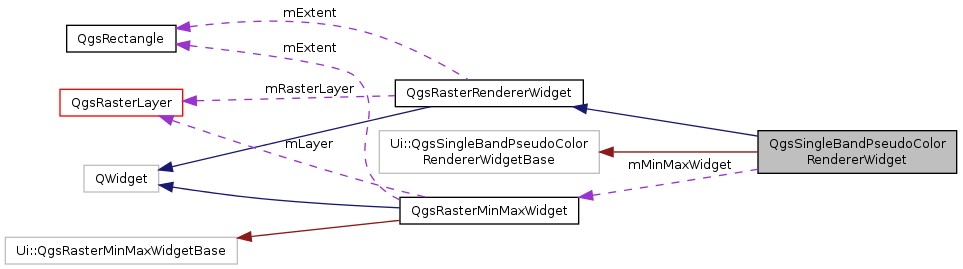 mExtent
QgsRectangle
mExtent
mRasterLayer
QgsRasterRendererWidget
QgsRasterLayer
mLayer
Ui::QgsSingleBandPseudoColor
RendererWidgetBase
QgsSingleBandPseudoColor
RendererWidget
mMinMaxWidget
QWidget
QgsRasterMinMaxWidget
Ui::QgsRasterMinMaxWidgetBase